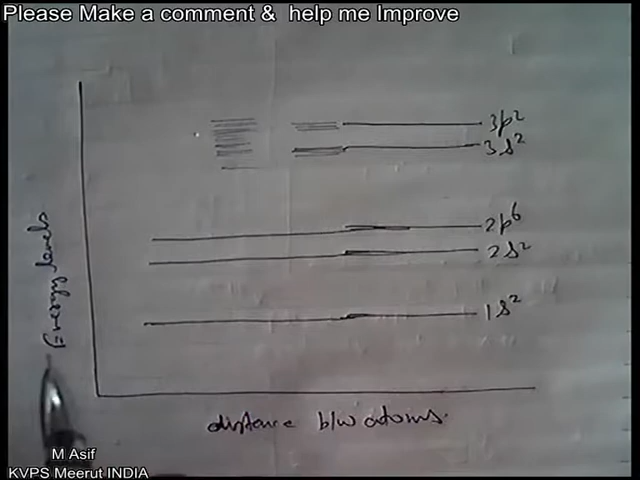 Please Make a comment & help me Improve
3p²
3s²
2p⁶
2s²
1s²
Energy levels
distance b/w atoms.
M Asif
KVPS Meerut INDIA